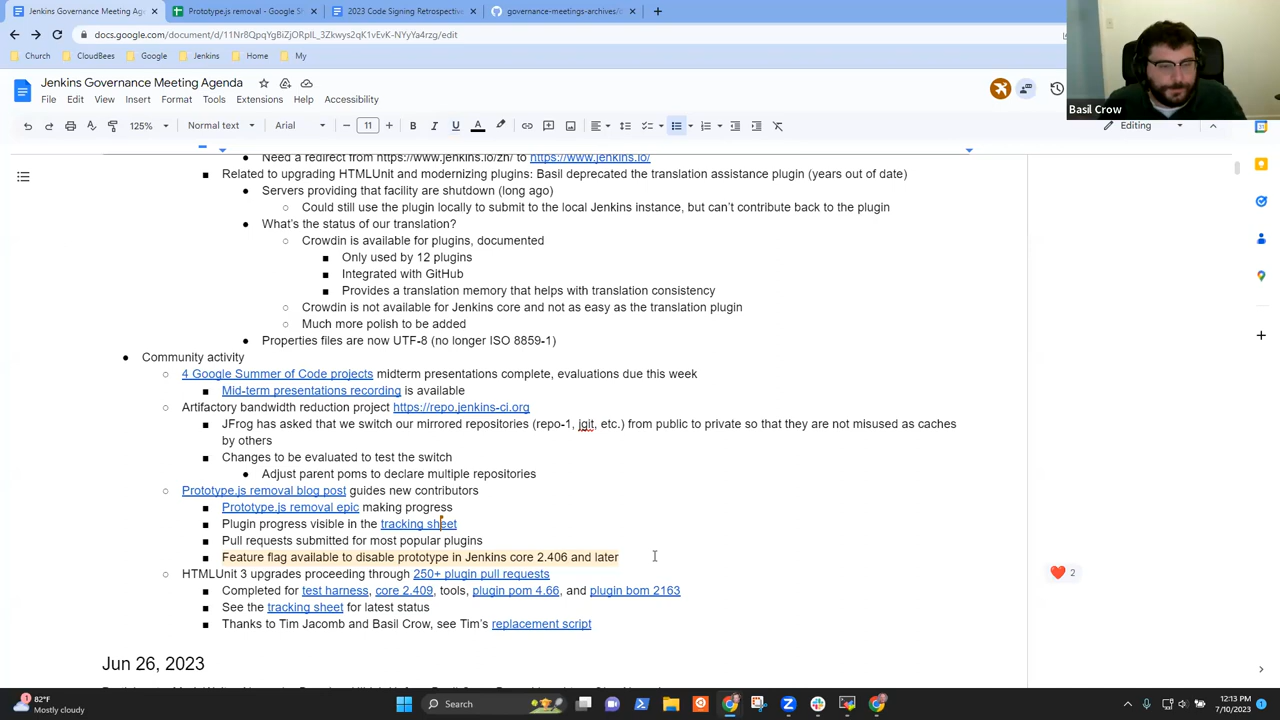 Jenkins Governance Meeting Agenda
Prototype.js removal - Google S
2023 Code Signing Retrospective
governance-meetings-archives/
docs.google.com/document/d/11Nr8QpqYgBiZjORpIL_3Zkwys2qK1vEvK-NYyYa4rzg/edit
Church
CloudBees
Google
Jenkins
Home
My
Basil Crow
Jenkins Governance Meeting Agenda
File Edit View Insert Format Tools Extensions Help Accessibility
125% Normal text Arial 11 Editing
Need a redirect from https://www.jenkins.io/zh/ to https://www.jenkins.io/
Related to upgrading HTMLUnit and modernizing plugins: Basil deprecated the translation assistance plugin (years out of date)
Servers providing that facility are shutdown (long ago)
Could still use the plugin locally to submit to the local Jenkins instance, but can't contribute back to the plugin
What's the status of our translation?
Crowdin is available for plugins, documented
Only used by 12 plugins
Integrated with GitHub
Provides a translation memory that helps with translation consistency
Crowdin is not available for Jenkins core and not as easy as the translation plugin
Much more polish to be added
Properties files are now UTF-8 (no longer ISO 8859-1)
Community activity
4 Google Summer of Code projects midterm presentations complete, evaluations due this week
Mid-term presentations recording is available
Artifactory bandwidth reduction project https://repo.jenkins-ci.org
JFrog has asked that we switch our mirrored repositories (repo-1, jgit, etc.) from public to private so that they are not misused as caches
by others
Changes to be evaluated to test the switch
Adjust parent poms to declare multiple repositories
Prototype.js removal blog post guides new contributors
Prototype.js removal epic making progress
Plugin progress visible in the tracking sheet
Pull requests submitted for most popular plugins
Feature flag available to disable prototype in Jenkins core 2.406 and later
HTMLUnit 3 upgrades proceeding through 250+ plugin pull requests
2
Completed for test harness, core 2.409, tools, plugin pom 4.66, and plugin bom 2163
See the tracking sheet for latest status
Thanks to Tim Jacomb and Basil Crow, see Tim's replacement script
Jun 26, 2023
82°F
Mostly cloudy
Search
12:13 PM
7/10/2023